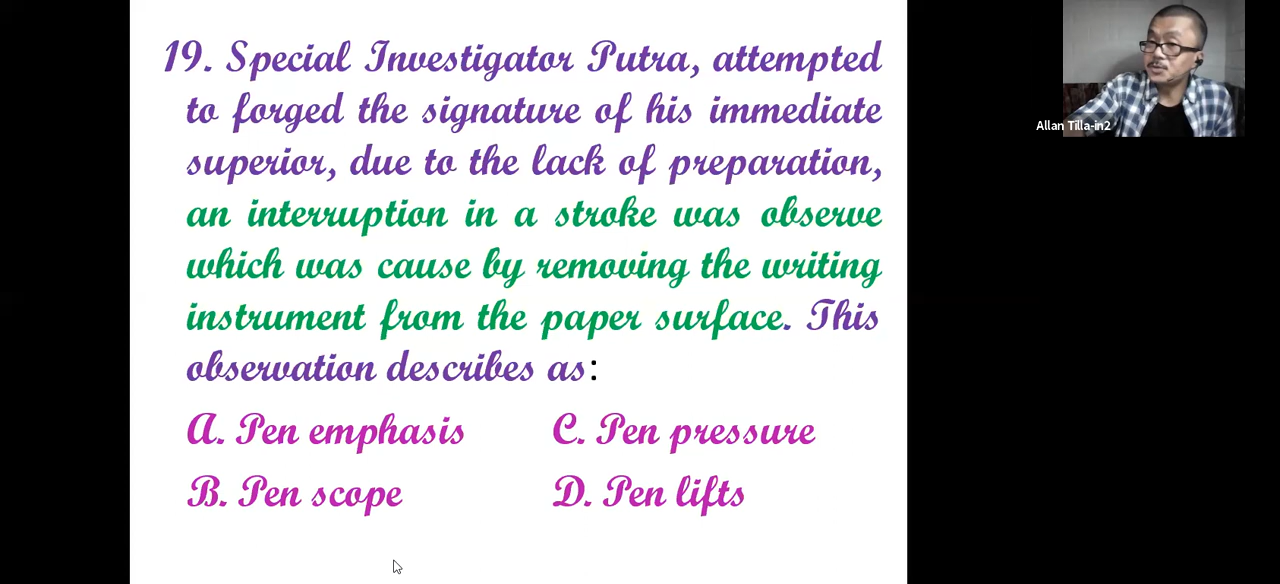 19. Special Investigator Putra, attempted
to forged the signature of his immediate
superior, due to the lack of preparation,
an interruption in a stroke was observe
which was cause by removing the writing
instrument from the paper surface. This
observation describes as:
A. Pen emphasis C. Pen pressure
B. Pen scope D. Pen lifts
Allan Tilla-in2